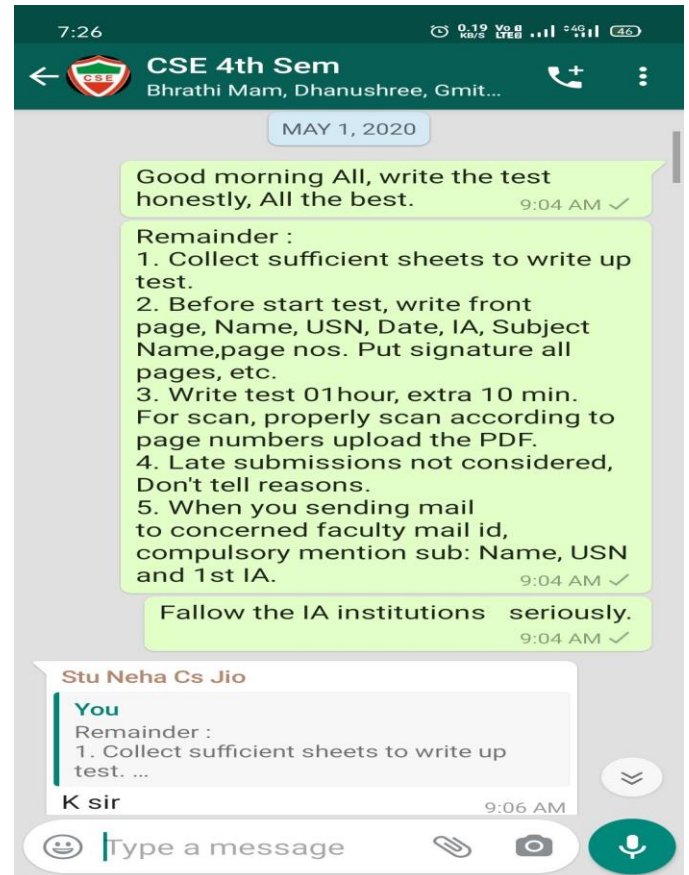 7:26 0.19 KB/S Vo LTE 4G 46
CSE
CSE 4th Sem
Bhrathi Mam, Dhanushree, Gmit...
MAY 1, 2020
Good morning All, write the test
honestly, All the best. 9:04 AM
Remainder :
1. Collect sufficient sheets to write up
test.
2. Before start test, write front
page, Name, USN, Date, IA, Subject
Name,page nos. Put signature all
pages, etc.
3. Write test 01hour, extra 10 min.
For scan, properly scan according to
page numbers upload the PDF.
4. Late submissions not considered,
Don't tell reasons.
5. When you sending mail
to concerned faculty mail id,
compulsory mention sub: Name, USN
and 1st IA. 9:04 AM
Fallow the IA institutions seriously.
9:04 AM
Stu Neha Cs Jio
You
Remainder :
1. Collect sufficient sheets to write up
test. ...
K sir 9:06 AM
Type a message